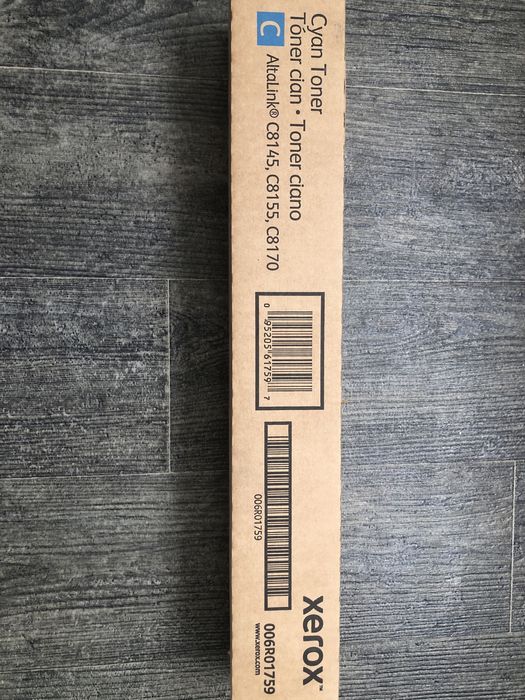 Cyan Toner
Tóner cian • Toner ciano
C AltaLink® C8145, C8155, C8170
0 95205 61759 7
006R01759
xerox™
006R01759
www.xerox.com